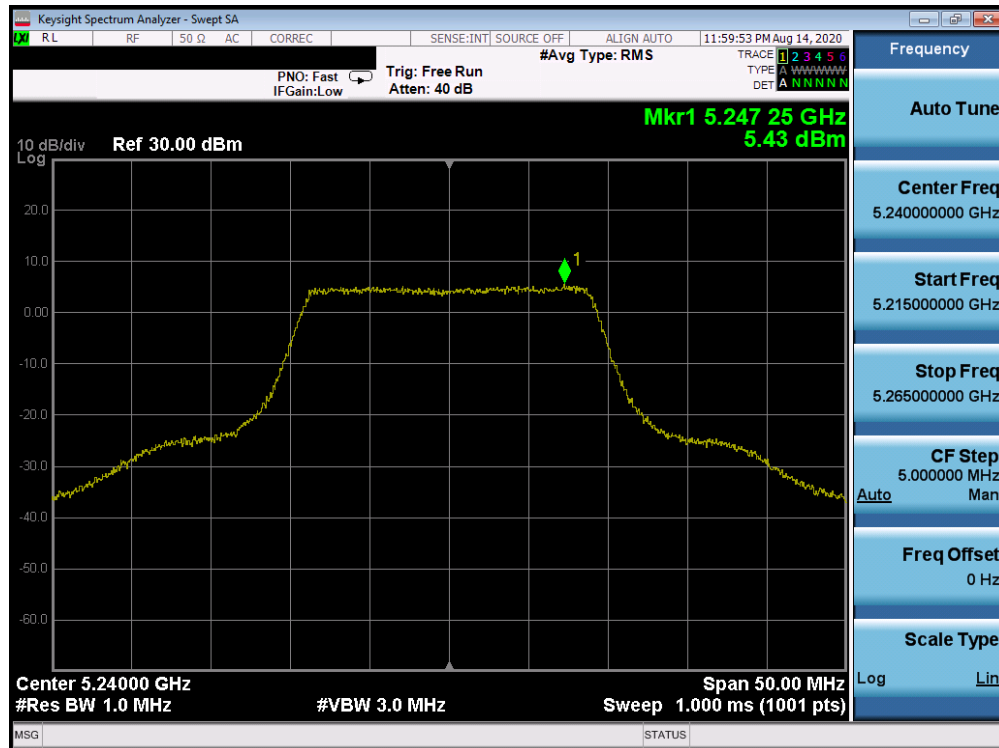 Keysight Spectrum Analyzer - Swept SA
LXI RL RF 50 Ω AC CORREC SENSE:INT SOURCE OFF ALIGN AUTO 11:59:53 PM Aug 14, 2020
#Avg Type: RMS
TRACE 1 2 3 4 5 6
PNO: Fast Trig: Free Run
TYPE A WWWWW
IFGain:Low Atten: 40 dB
DET A N N N N N
Mkr1 5.247 25 GHz
5.43 dBm
10 dB/div Ref 30.00 dBm
Log
20.0
10.0
1
0.00
-10.0
-20.0
-30.0
-40.0
-50.0
-60.0
Center 5.24000 GHz Span 50.00 MHz
#Res BW 1.0 MHz #VBW 3.0 MHz Sweep 1.000 ms (1001 pts)
MSG STATUS
Frequency
Auto Tune
Center Freq
5.240000000 GHz
Start Freq
5.215000000 GHz
Stop Freq
5.265000000 GHz
CF Step
5.000000 MHz
Auto Man
Freq Offset
0 Hz
Scale Type
Log Lin